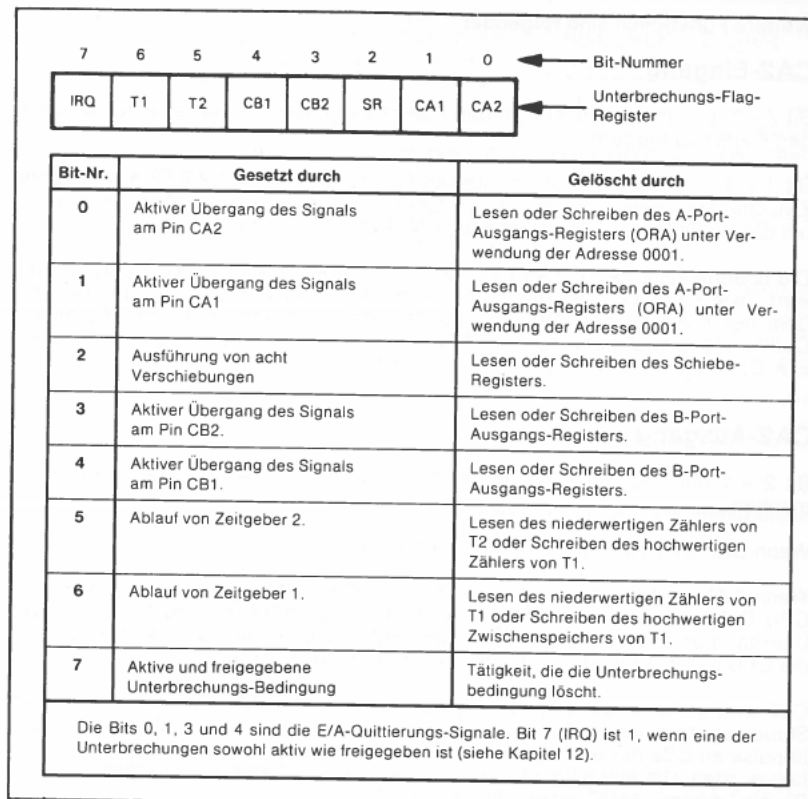 7 6 5 4 3 2 1 0 Bit-Nummer
IRQ T1 T2 CB1 CB2 SR CA1 CA2 Unterbrechungs-Flag-
Register
Bit-Nr. Gesetzt durch Gelöscht durch
0 Aktiver Übergang des Signals
am Pin CA2
Lesen oder Schreiben des A-Port-
Ausgangs-Registers (ORA) unter Ver-
wendung der Adresse 0001.
1 Aktiver Übergang des Signals
am Pin CA1
Lesen oder Schreiben des A-Port-
Ausgangs-Registers (ORA) unter Ver-
wendung der Adresse 0001.
2 Ausführung von acht
Verschiebungen
Lesen oder Schreiben des Schiebe-
Registers.
3 Aktiver Übergang des Signals
am Pin CB2.
Lesen oder Schreiben des B-Port-
Ausgangs-Registers.
4 Aktiver Übergang des Signals
am Pin CB1.
Lesen oder Schreiben des B-Port-
Ausgangs-Registers.
5 Ablauf von Zeitgeber 2.
Lesen des niederwertigen Zählers von
T2 oder Schreiben des hochwertigen
Zählers von T1.
6 Ablauf von Zeitgeber 1.
Lesen des niederwertigen Zählers von
T1 oder Schreiben des hochwertigen
Zwischenspeichers von T1.
7 Aktive und freigegebene
Unterbrechungs-Bedingung
Tätigkeit, die die Unterbrechungs-
bedingung löscht.
Die Bits 0, 1, 3 und 4 sind die E/A-Quittierungs-Signale. Bit 7 (IRQ) ist 1, wenn eine der
Unterbrechungen sowohl aktiv wie freigegeben ist (siehe Kapitel 12).